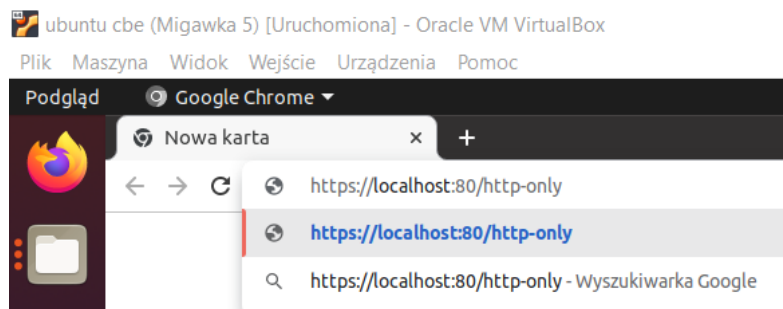 ubuntu cbe (Migawka 5) [Uruchomiona] - Oracle VM VirtualBox
Plik Maszyna Widok Wejście Urządzenia Pomoc
Podgląd Google Chrome
Nowa karta
https://localhost:80/http-only
https://localhost:80/http-only
https://localhost:80/http-only - Wyszukiwarka Google